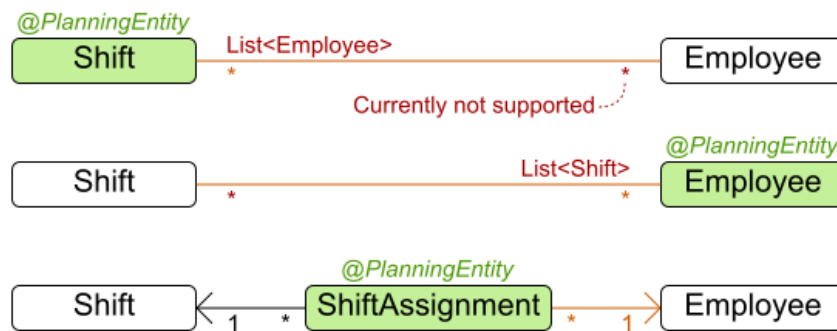 @PlanningEntity
Shift List<Employee> Employee
* *
Currently not supported
@PlanningEntity
Shift List<Shift> Employee
* *
@PlanningEntity
Shift ShiftAssignment Employee
1 * * 1